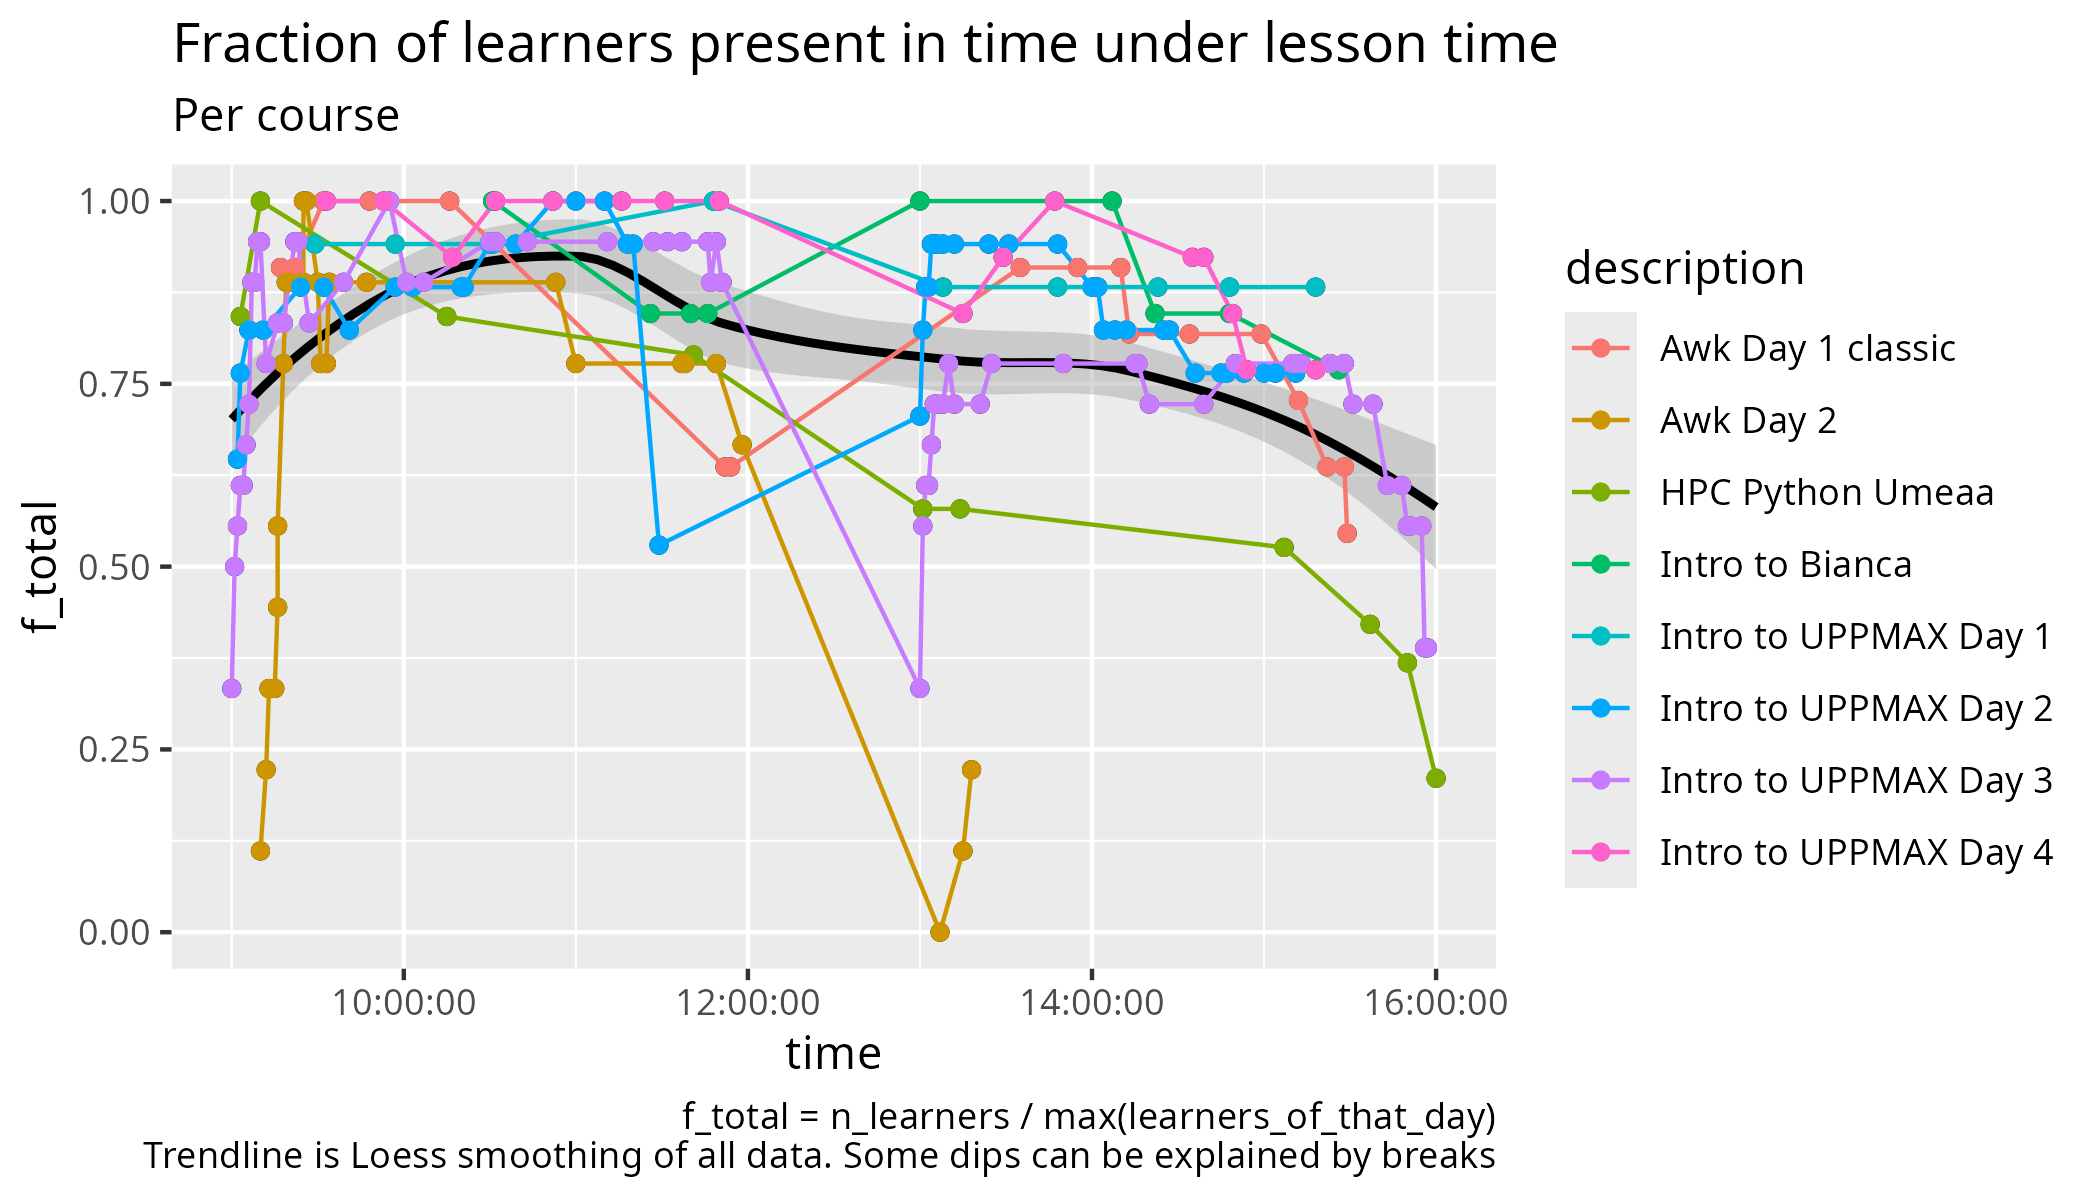 Fraction of learners present in time under lesson time
Per course
f_total
1.00
0.75
0.50
0.25
0.00
10:00:00
12:00:00
14:00:00
16:00:00
time
description
Awk Day 1 classic
Awk Day 2
HPC Python Umeaa
Intro to Bianca
Intro to UPPMAX Day 1
Intro to UPPMAX Day 2
Intro to UPPMAX Day 3
Intro to UPPMAX Day 4
f_total = n_learners / max(learners_of_that_day)
Trendline is Loess smoothing of all data. Some dips can be explained by breaks